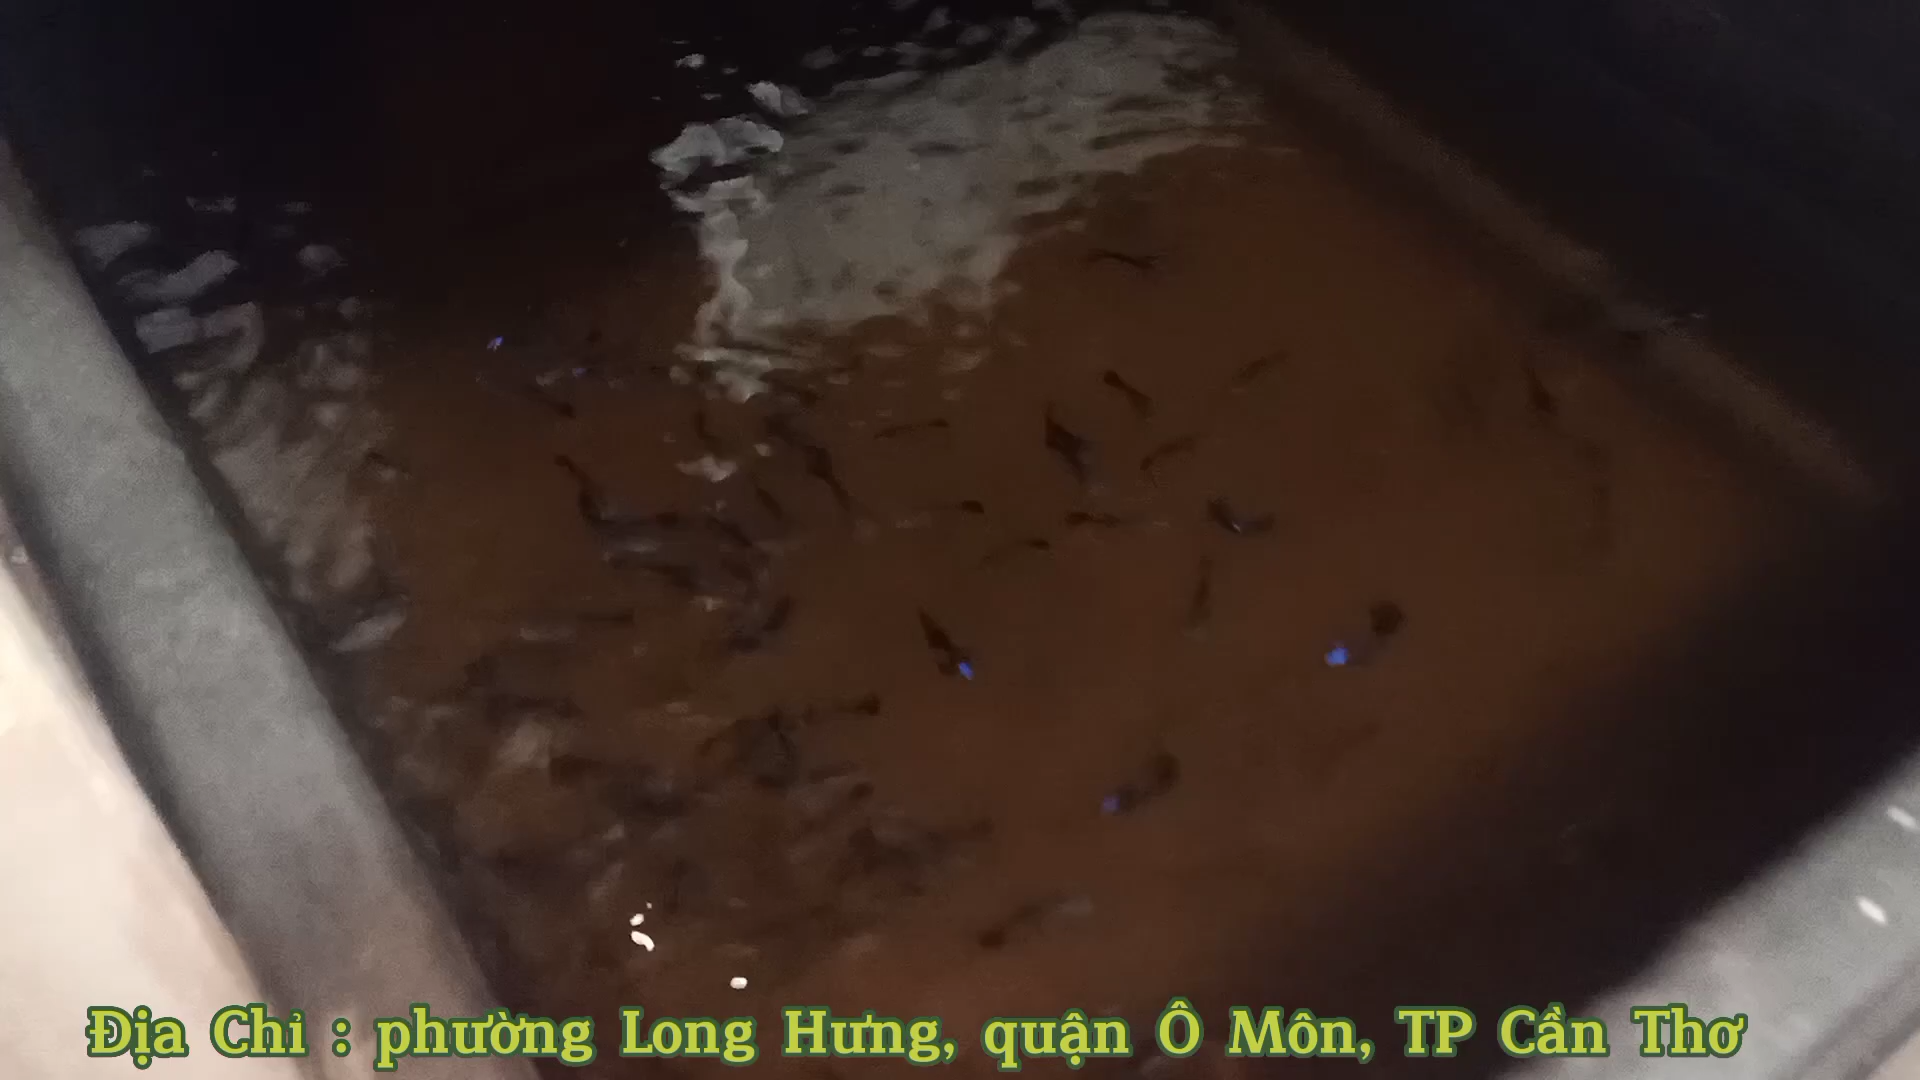 Địa Chỉ : phường Long Hưng, quận Ô Môn, TP Cần Thơ